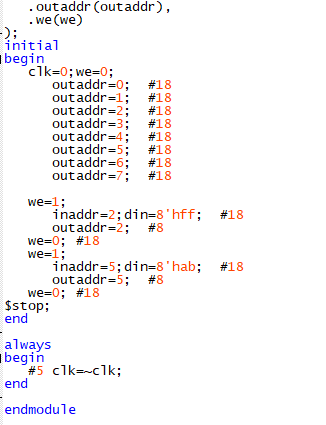 .outaddr(outaddr),
.we(we)
);
initial
begin
clk=0;we=0;
outaddr=0; #18
outaddr=1; #18
outaddr=2; #18
outaddr=3; #18
outaddr=4; #18
outaddr=5; #18
outaddr=6; #18
outaddr=7; #18
we=1;
inaddr=2;din=8'hff; #18
outaddr=2; #8
we=0; #18
we=1;
inaddr=5;din=8'hab; #18
outaddr=5; #8
we=0; #18
$stop;
end
always
begin
#5 clk=~clk;
end
endmodule